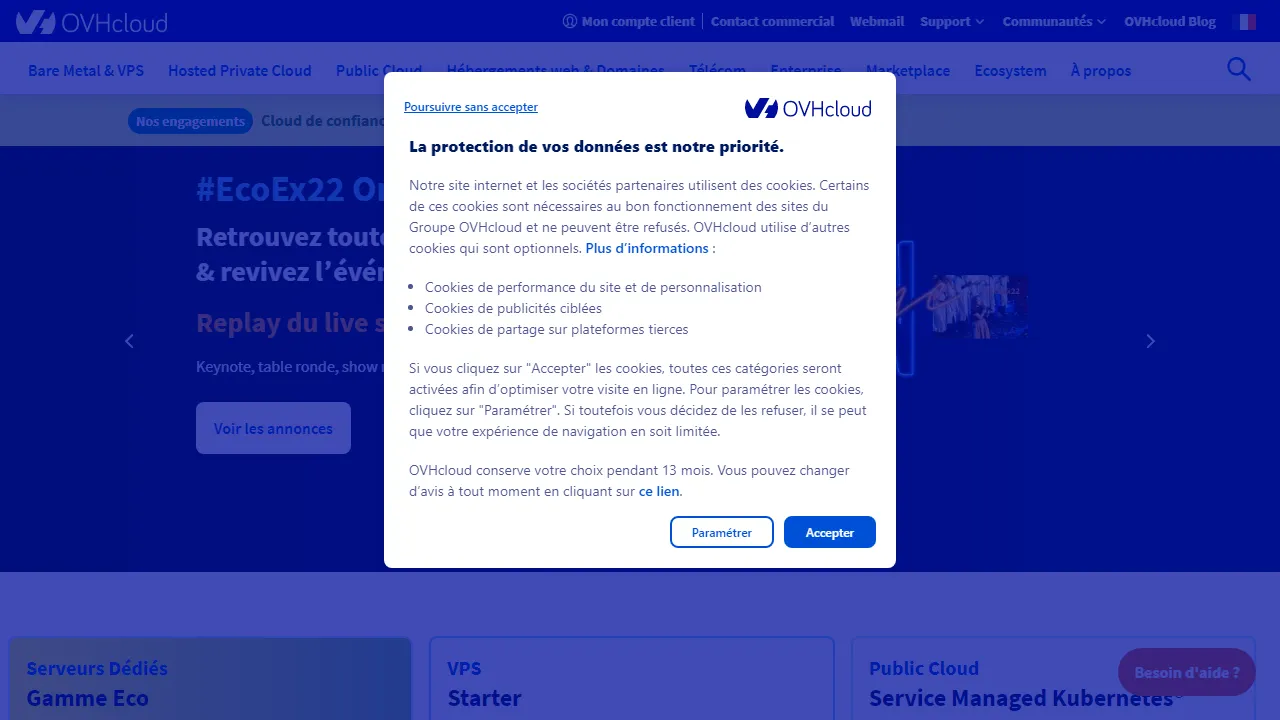 OVHcloud
Mon compte client
Contact commercial
Webmail
Support
Communautés
OVHcloud Blog
Bare Metal & VPS
Hosted Private Cloud
Public Cloud
Hébergements web & Domaines
Télécom
Enterprise
Marketplace
Ecosystem
À propos
Nos engagements
Cloud de confianc
#EcoEx22 O
Retrouvez tout
& revivez l’évé
Replay du live s
Keynote, table ronde, show
Voir les annonces
Poursuivre sans accepter
OVHcloud
La protection de vos données est notre priorité.
Notre site internet et les sociétés partenaires utilisent des cookies. Certains
de ces cookies sont nécessaires au bon fonctionnement des sites du
Groupe OVHcloud et ne peuvent être refusés. OVHcloud utilise d’autres
cookies qui sont optionnels. Plus d’informations :
Cookies de performance du site et de personnalisation
Cookies de publicités ciblées
Cookies de partage sur plateformes tierces
Si vous cliquez sur "Accepter" les cookies, toutes ces catégories seront
activées afin d’optimiser votre visite en ligne. Pour paramétrer les cookies,
cliquez sur "Paramétrer". Si toutefois vous décidez de les refuser, il se peut
que votre expérience de navigation en soit limitée.
OVHcloud conserve votre choix pendant 13 mois. Vous pouvez changer
d’avis à tout moment en cliquant sur ce lien.
Paramétrer
Accepter
Serveurs Dédiés
Gamme Eco
VPS
Starter
Public Cloud
Service Managed Kubernetes®
Besoin d'aide ?